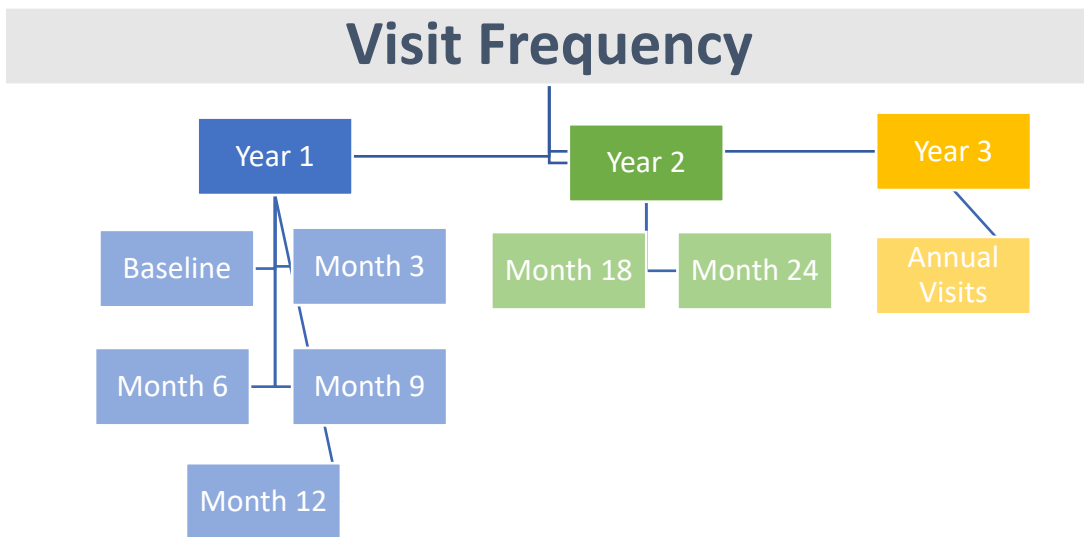 Visit Frequency
Year 1
Year 2
Year 3
Baseline
Month 3
Month 18
Month 24
Annual
Visits
Month 6
Month 9
Month 12